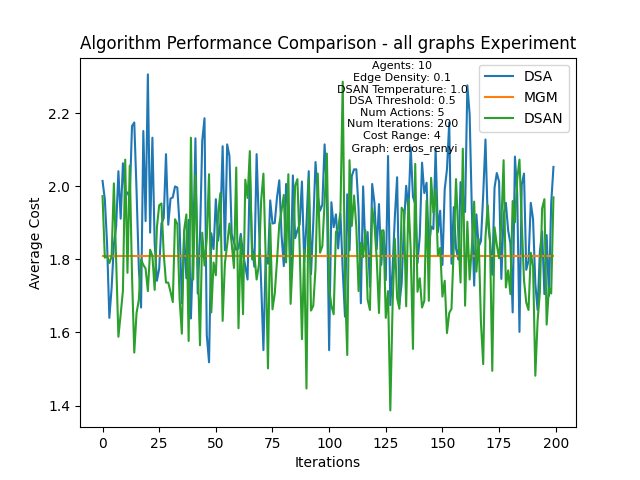 Algorithm Performance Comparison - all graphs Experiment
Agents: 10
Edge Density: 0.1
DSAN Temperature: 1.0
DSA Threshold: 0.5
Num Actions: 5
Num Iterations: 200
Cost Range: 4
Graph: erdos_renyi
DSA
MGM
DSAN
Average Cost
2.2
2.0
1.8
1.6
1.4
0
25
50
75
100
125
150
175
200
Iterations